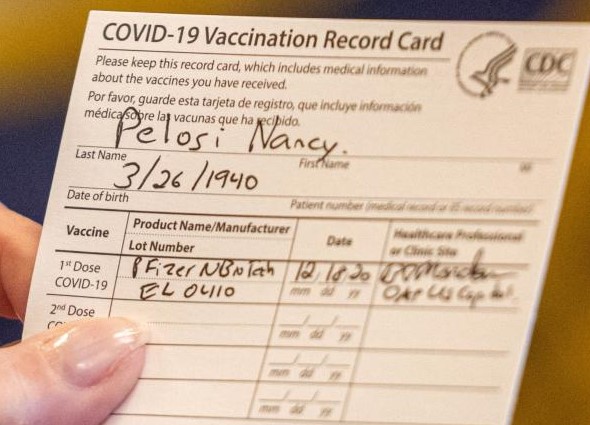 COVID-19 Vaccination Record Card
CDC
Please keep this record card, which includes medical information
about the vaccines you have received.
Por favor, guarde esta tarjeta de registro, que incluye información
médica sobre las vacunas que ha recibido.
Pelosi Nancy.
Last Name First Name
3/26/1940
Date of birth Patient number (medical record or IIS record number)
Vaccine Product Name/Manufacturer Date Healthcare Professional
Lot Number or Clinic Site
1st Dose PFizer NBioTech 12/18/20
COVID-19 EL 04110 mm dd yy OAP US Capitol
2nd Dose
mm dd yy
mm dd yy
mm dd yy